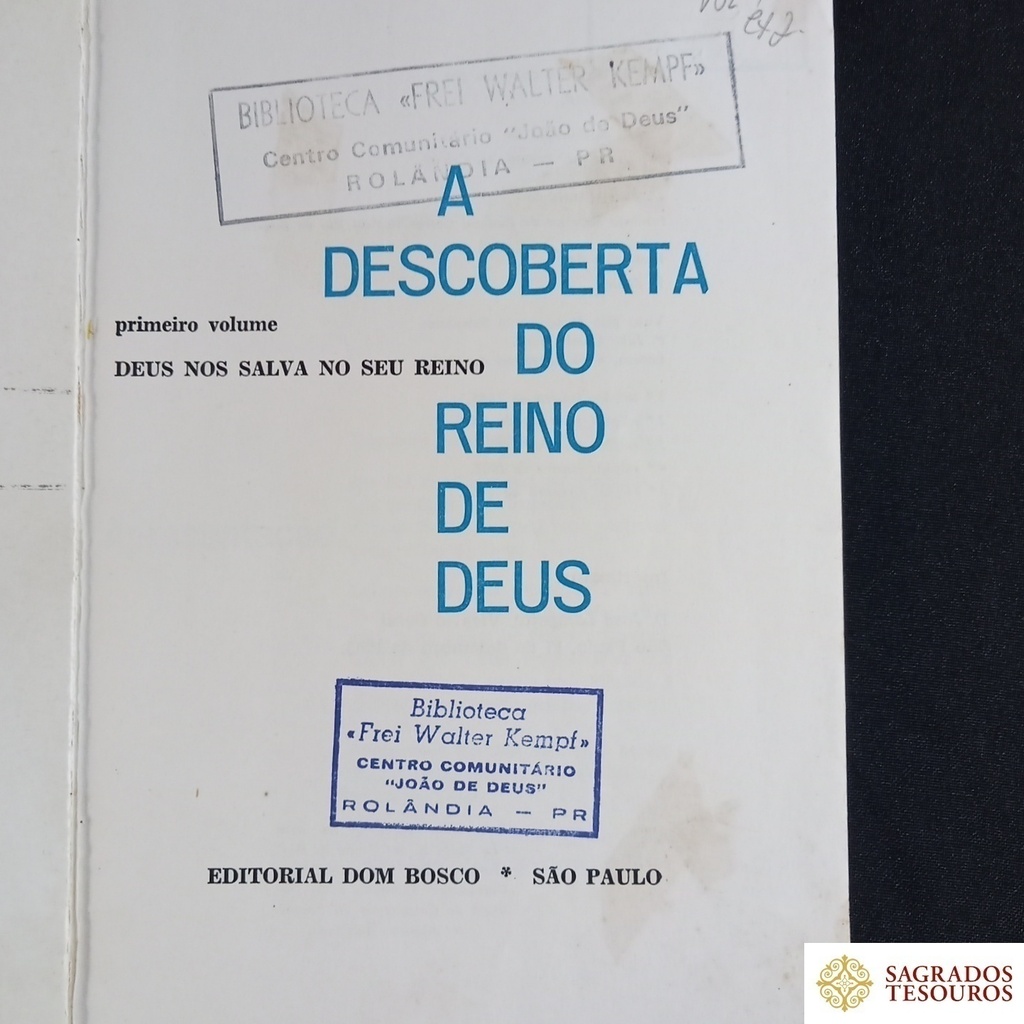 ex 2.
BIBLIOTECA «FREI WALTER KEMPF»
Centro Comunitário "João de Deus"
ROLÂNDIA — PR
A
DESCOBERTA
primeiro volume
DO
DEUS NOS SALVA NO SEU REINO
REINO
DE
DEUS
Biblioteca
«Frei Walter Kempf»
CENTRO COMUNITÁRIO
"JOÃO DE DEUS"
ROLÂNDIA — PR
EDITORIAL DOM BOSCO * SÃO PAULO
SAGRADOS
TESOUROS